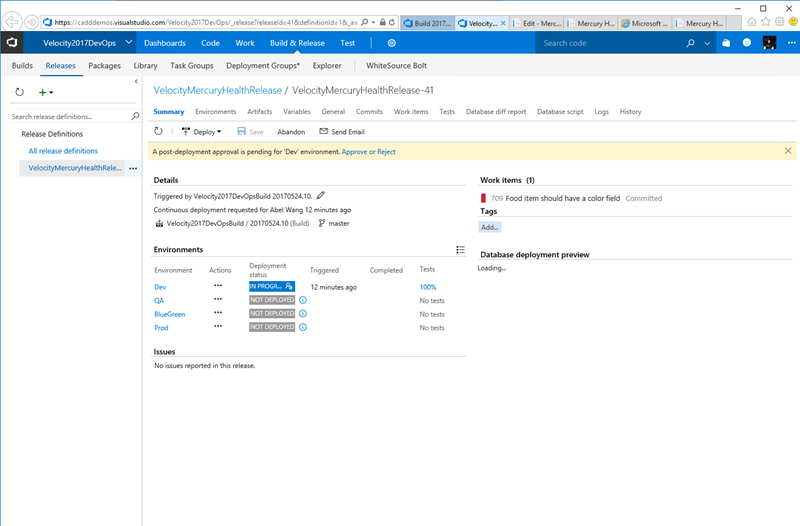 https://cadddemos.visualstudio.com/Velocity2017DevOps/_release?releaseId=41&definitionId=1&_a=
Build 2017...
Velocity...
Edit - Merc...
Mercury H...
Microsoft ...
Mercury H...
Velocity2017DevOps
Dashboards Code Work Build & Release Test
Search code
Builds Releases Packages Library Task Groups Deployment Groups* Explorer WhiteSource Bolt
Search release definitions...
Release Definitions
All release definitions
VelocityMercuryHealthRele... ...
VelocityMercuryHealthRelease / VelocityMercuryHealthRelease-41
Summary Environments Artifacts Variables General Commits Work items Tests Database diff report Database script Logs History
Deploy Save Abandon Send Email
A post-deployment approval is pending for 'Dev' environment. Approve or Reject
Details
Triggered by Velocity2017DevOpsBuild 20170524.10.
Continuous deployment requested for Abel Wang 12 minutes ago
Velocity2017DevOpsBuild / 20170524.10 (Build) master
Environments
Environment Actions Deployment status Triggered Completed Tests
Dev ... IN PROGR... 12 minutes ago 100%
QA ... NOT DEPLOYED No tests
BlueGreen ... NOT DEPLOYED No tests
Prod ... NOT DEPLOYED No tests
Issues
No issues reported in this release.
Work items (1)
709 Food item should have a color field Committed
Tags
Add...
Database deployment preview
Loading...